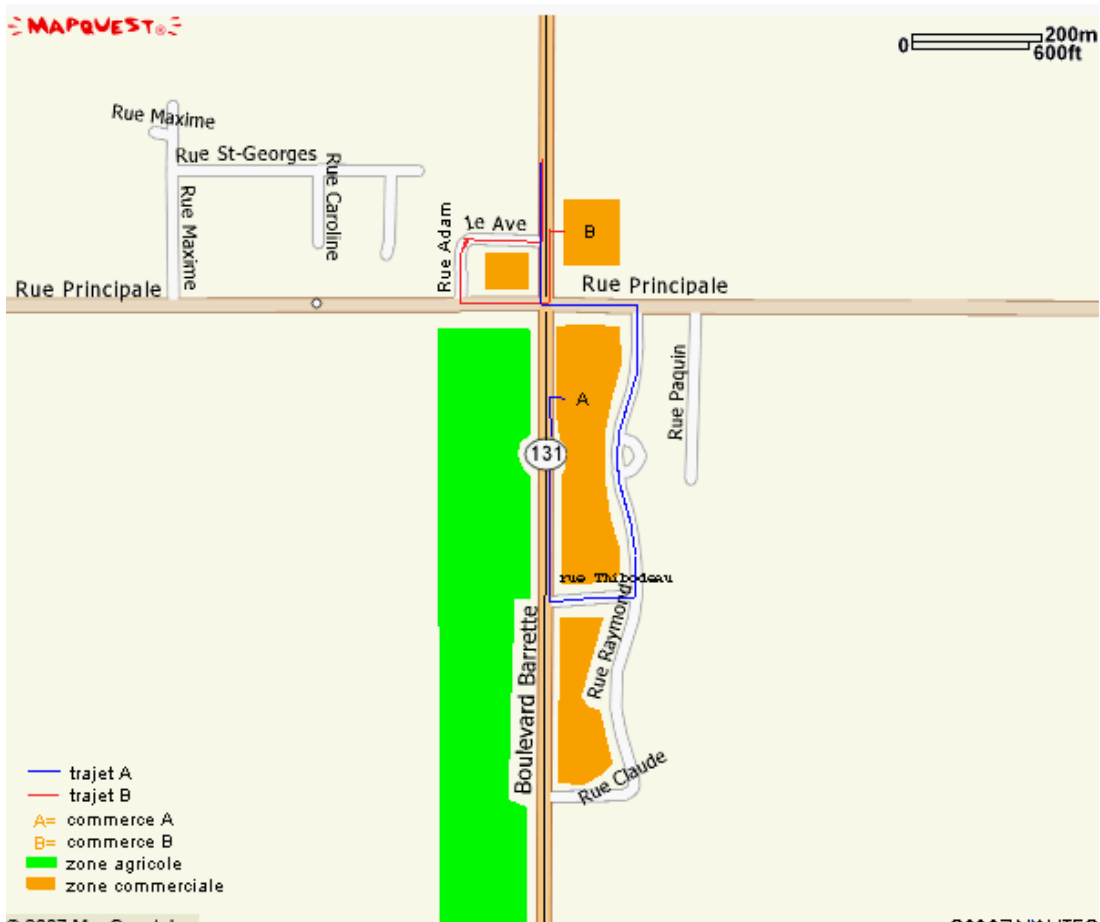 MAPQUEST®
0 200m
600ft
Rue Maxime
Rue St-Georges
Rue Caroline
Rue Maxime
Rue Adam
1e Ave
B
Rue Principale
Rue Principale
Rue Paquin
A
131
rue Thibodeau
Rue Raymond
Boulevard Barrette
Rue Claude
trajet A
trajet B
A= commerce A
B= commerce B
zone agricole
zone commerciale